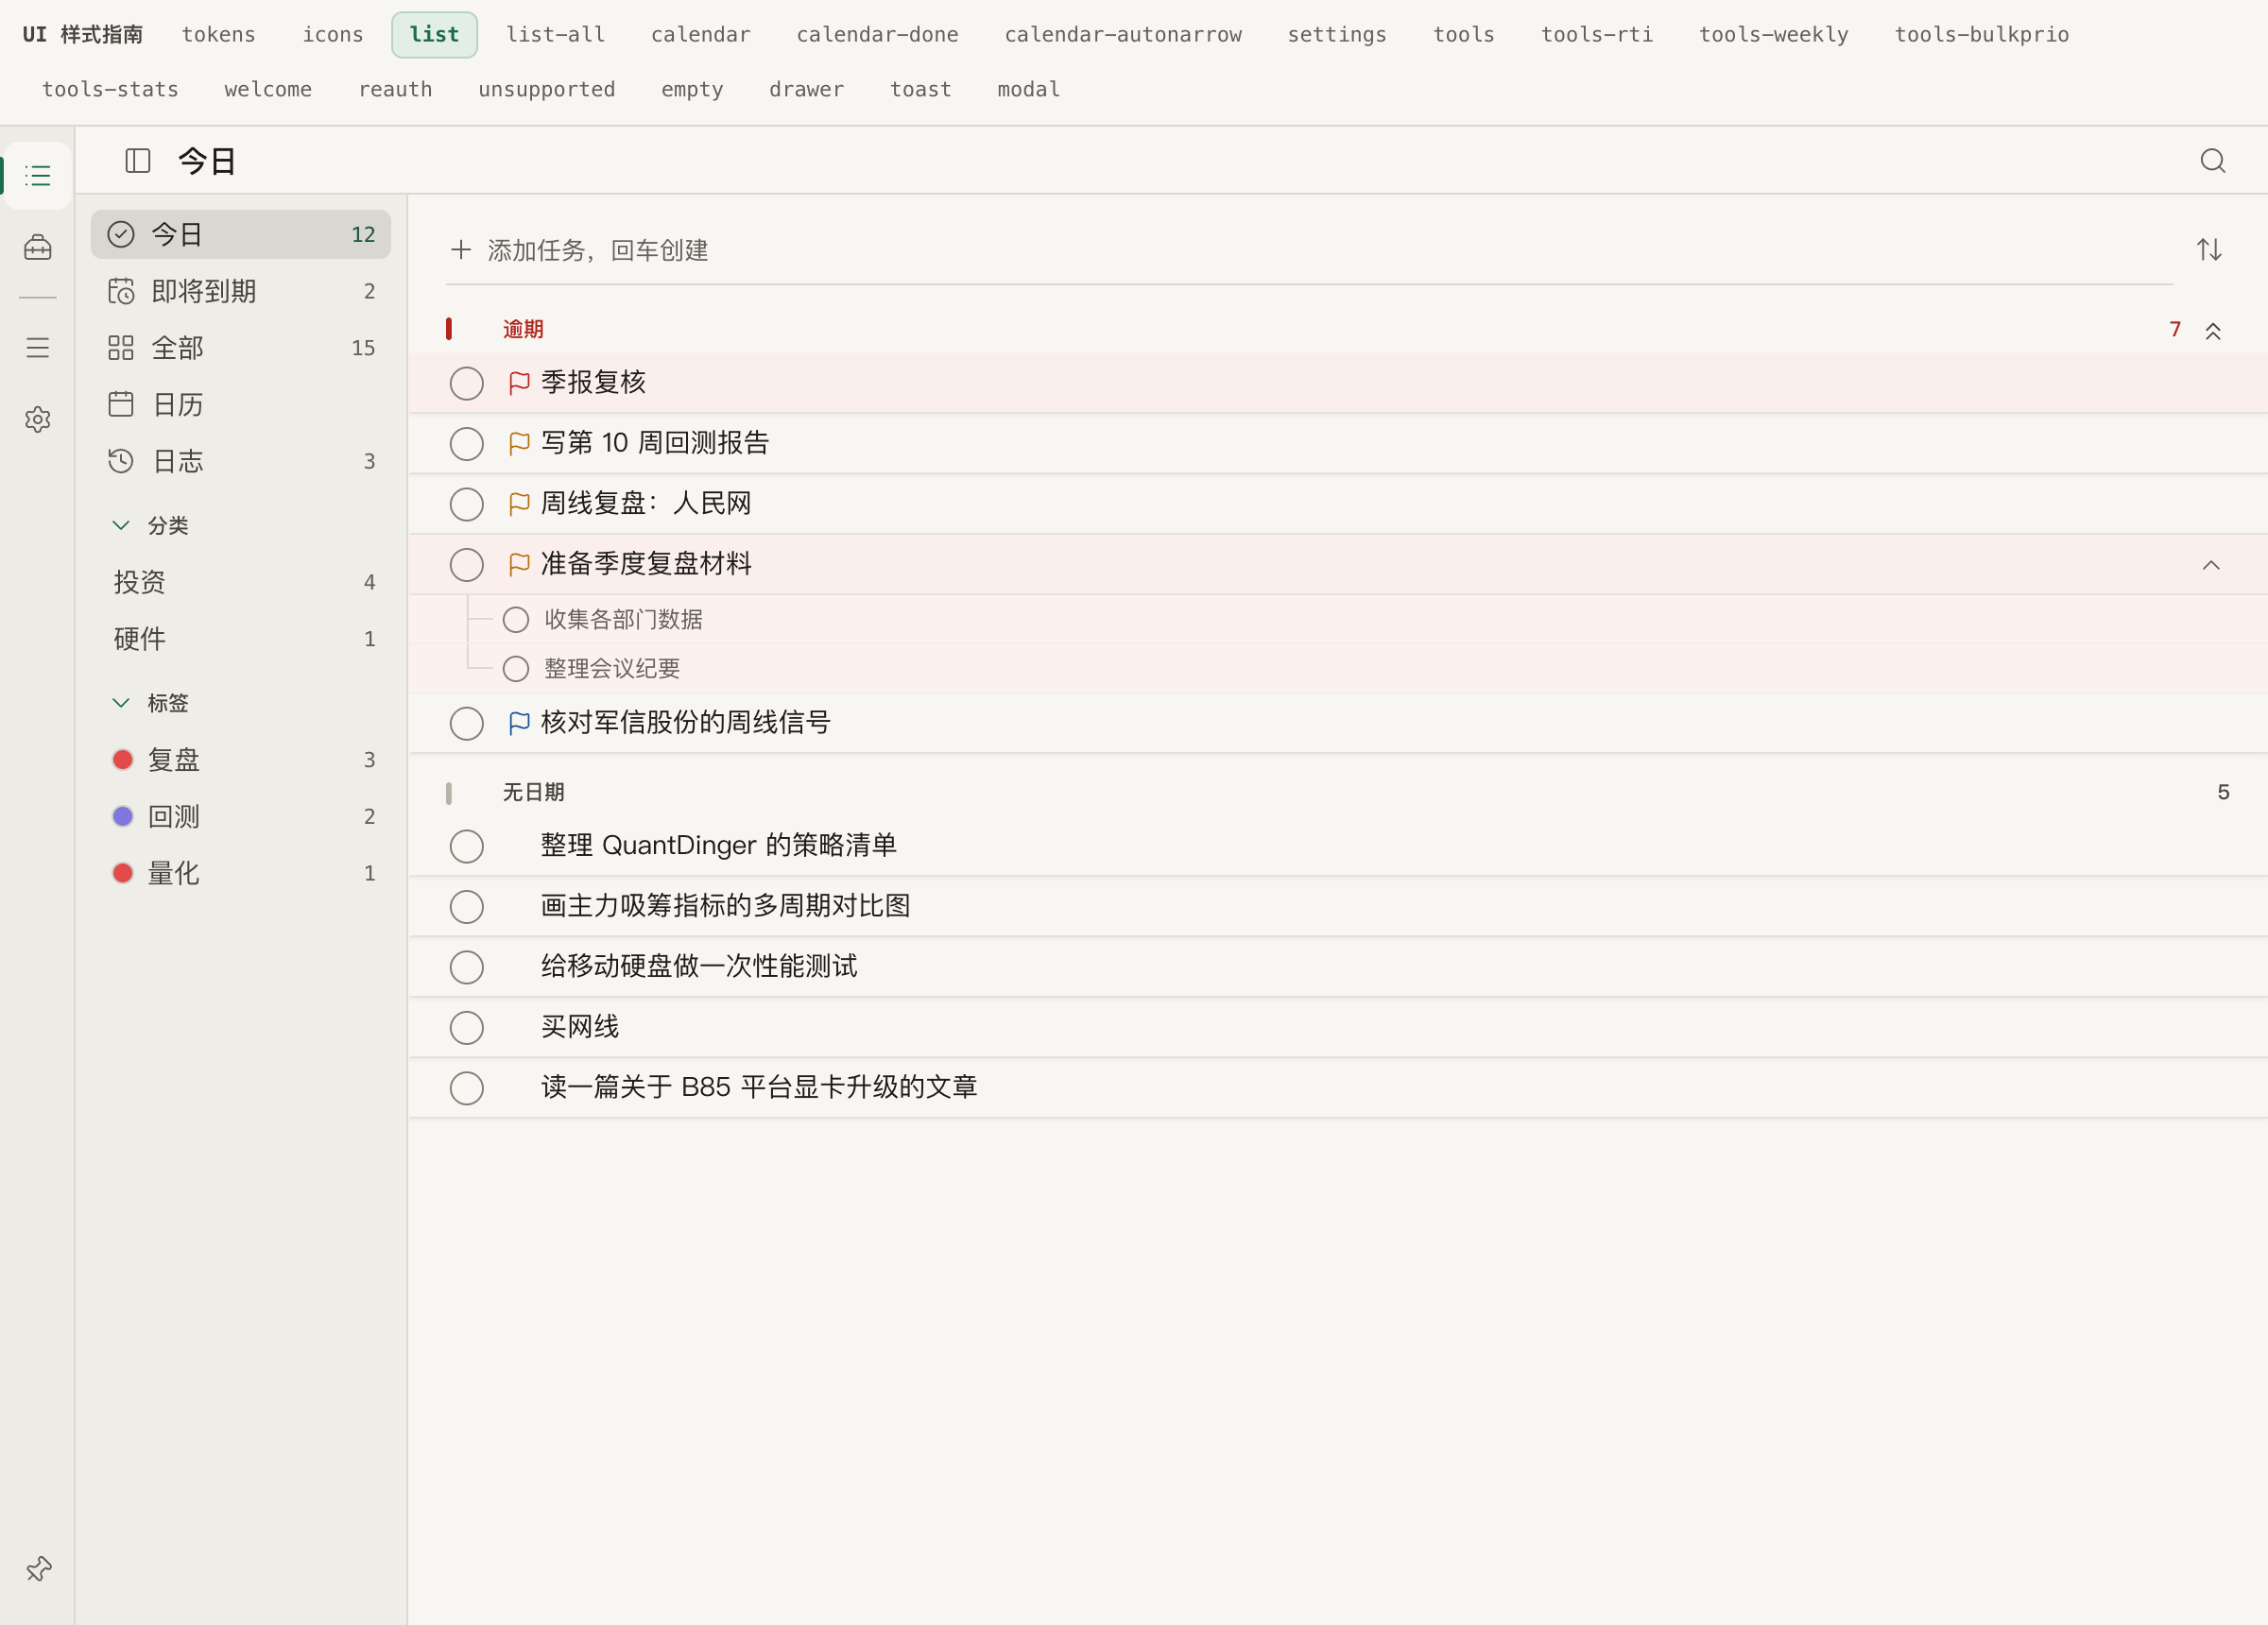 UI 样式指南 tokens icons list list-all calendar calendar-done calendar-autonarrow settings tools tools-rti tools-weekly tools-bulkprio
tools-stats welcome reauth unsupported empty drawer toast modal
今日
今日 12
即将到期 2
全部 15
日历
日志 3
分类
投资 4
硬件 1
标签
复盘 3
回测 2
量化 1
添加任务，回车创建
逾期 7
季报复核
写第 10 周回测报告
周线复盘：人民网
准备季度复盘材料
收集各部门数据
整理会议纪要
核对军信股份的周线信号
无日期 5
整理 QuantDinger 的策略清单
画主力吸筹指标的多周期对比图
给移动硬盘做一次性能测试
买网线
读一篇关于 B85 平台显卡升级的文章